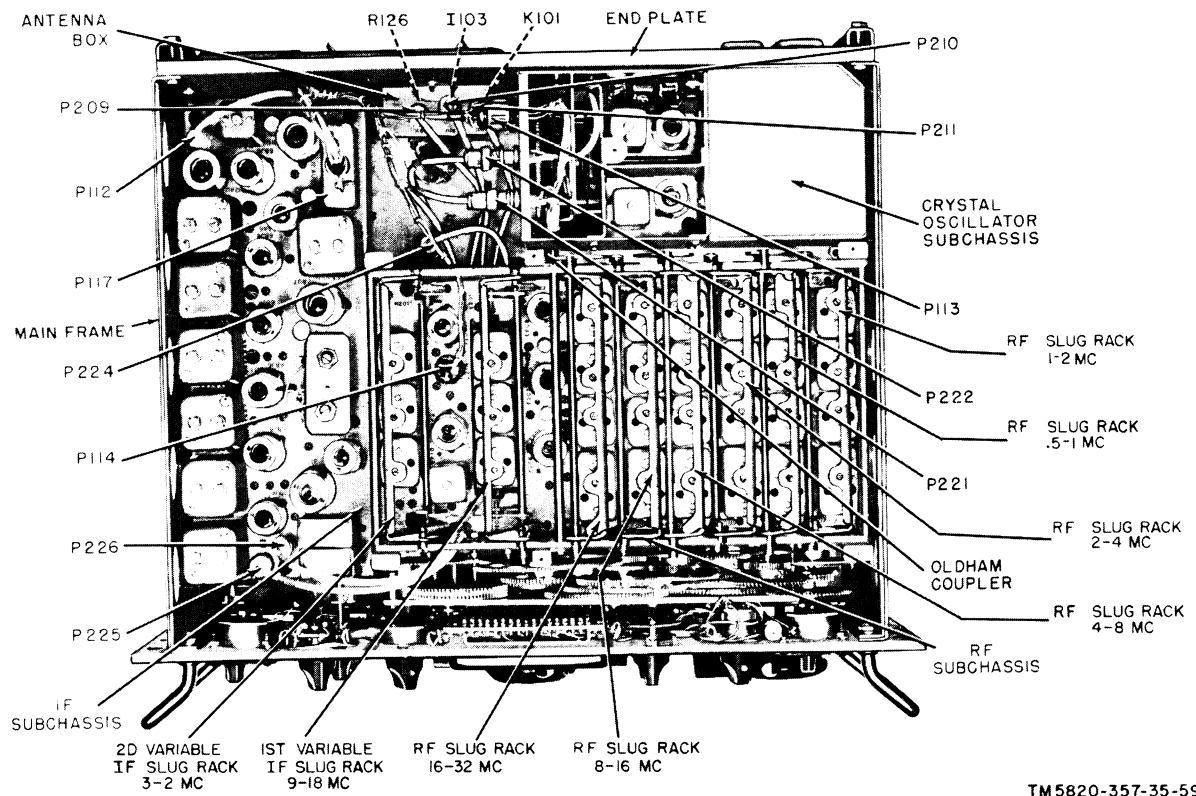 ANTENNA
BOX
R126
I103
K101
END PLATE
P210
P209
P211
P112
CRYSTAL
OSCILLATOR
SUBCHASSIS
P117
P113
MAIN FRAME
RF SLUG RACK
1-2 MC
P224
P222
RF SLUG RACK
.5-1 MC
P114
P221
RF SLUG RACK
2-4 MC
P226
OLDHAM
COUPLER
RF SLUG RACK
4-8 MC
P225
RF
SUBCHASSIS
IF
SUBCHASSIS
2D VARIABLE
IF SLUG RACK
3-2 MC
1ST VARIABLE
IF SLUG RACK
9-18 MC
RF SLUG RACK
16-32 MC
RF SLUG RACK
8-16 MC
TM5820-357-35-59